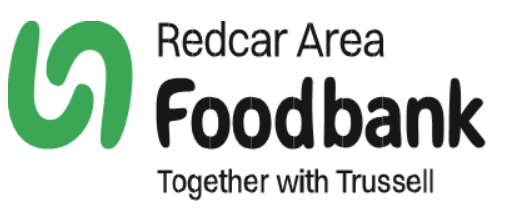 Redcar Area
Foodbank
Together with Trussell